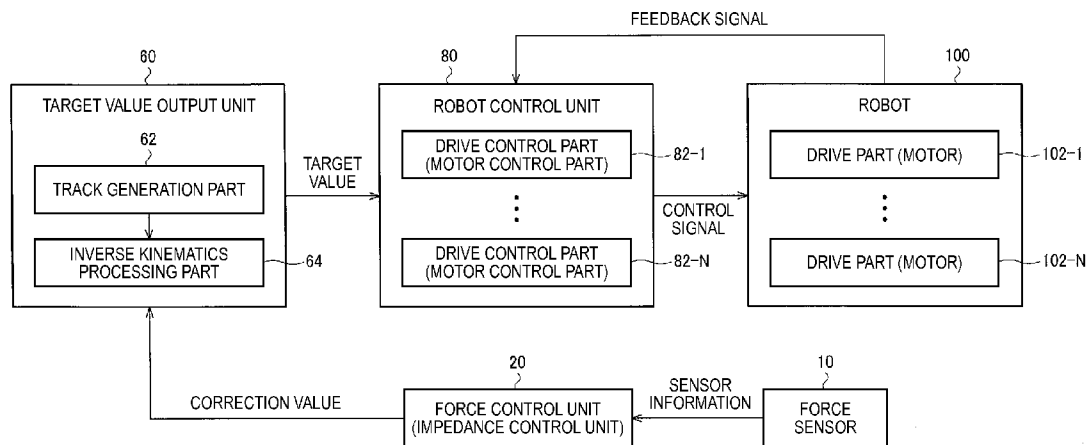 FEEDBACK SIGNAL
60
80
100
TARGET VALUE OUTPUT UNIT
ROBOT CONTROL UNIT
ROBOT
62
TRACK GENERATION PART
INVERSE KINEMATICS
PROCESSING PART
64
TARGET
VALUE
DRIVE CONTROL PART
(MOTOR CONTROL PART)
82-1
DRIVE CONTROL PART
(MOTOR CONTROL PART)
82-N
CONTROL
SIGNAL
DRIVE PART (MOTOR)
102-1
DRIVE PART (MOTOR)
102-N
CORRECTION VALUE
20
FORCE CONTROL UNIT
(IMPEDANCE CONTROL UNIT)
SENSOR
INFORMATION
10
FORCE
SENSOR